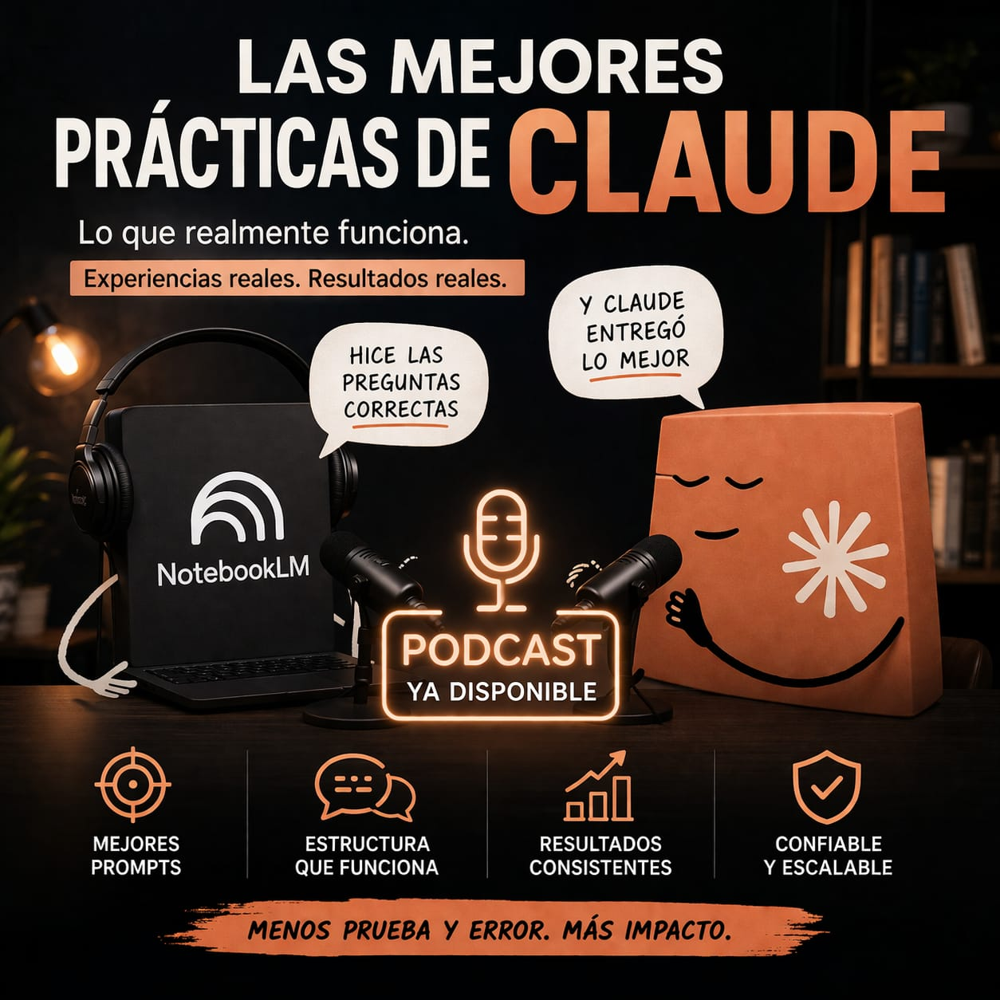 LAS MEJORES
PRÁCTICAS DE CLAUDE
Lo que realmente funciona.
Experiencias reales. Resultados reales.
HICE LAS
PREGUNTAS
CORRECTAS
Y CLAUDE
ENTREGÓ
LO MEJOR
NotebookLM
PODCAST
YA DISPONIBLE
MEJORES
PROMPTS
ESTRUCTURA
QUE FUNCIONA
RESULTADOS
CONSISTENTES
CONFIABLE
Y ESCALABLE
MENOS PRUEBA Y ERROR. MÁS IMPACTO.